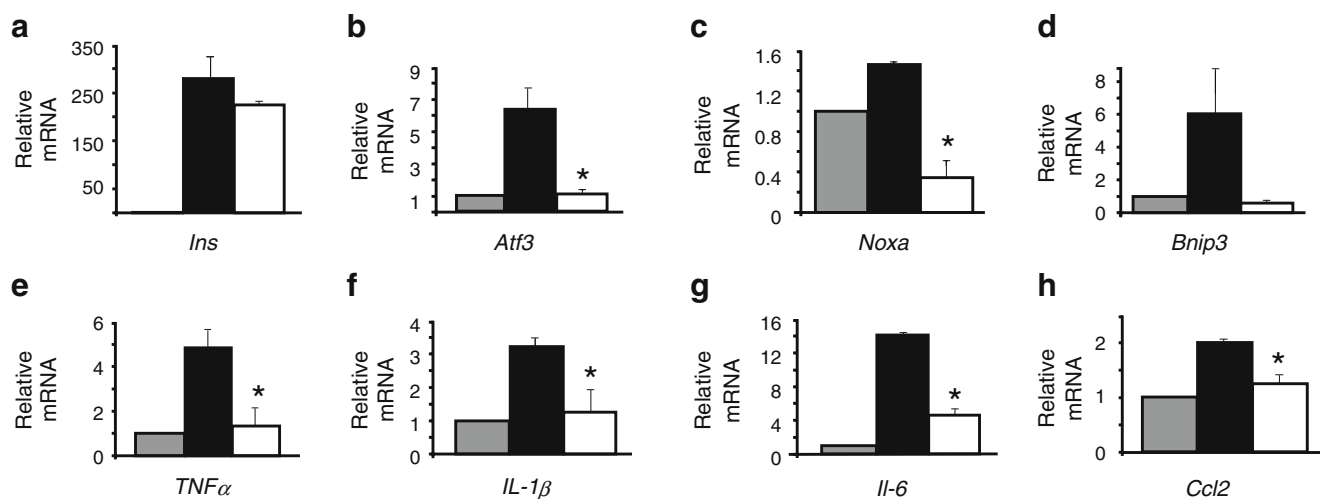 a
350
250
150
50
Relative
mRNA
Ins
b
9
7
5
3
1
Relative
mRNA
*
Atf3
c
1.6
1.2
0.8
0.4
0
Relative
mRNA
*
Noxa
d
8
6
4
2
0
Relative
mRNA
Bnip3
e
6
4
2
0
Relative
mRNA
*
TNFα
f
4
3
2
1
0
Relative
mRNA
*
IL-1β
g
16
12
8
4
0
Relative
mRNA
*
Il-6
h
2
1
0
Relative
mRNA
*
Ccl2